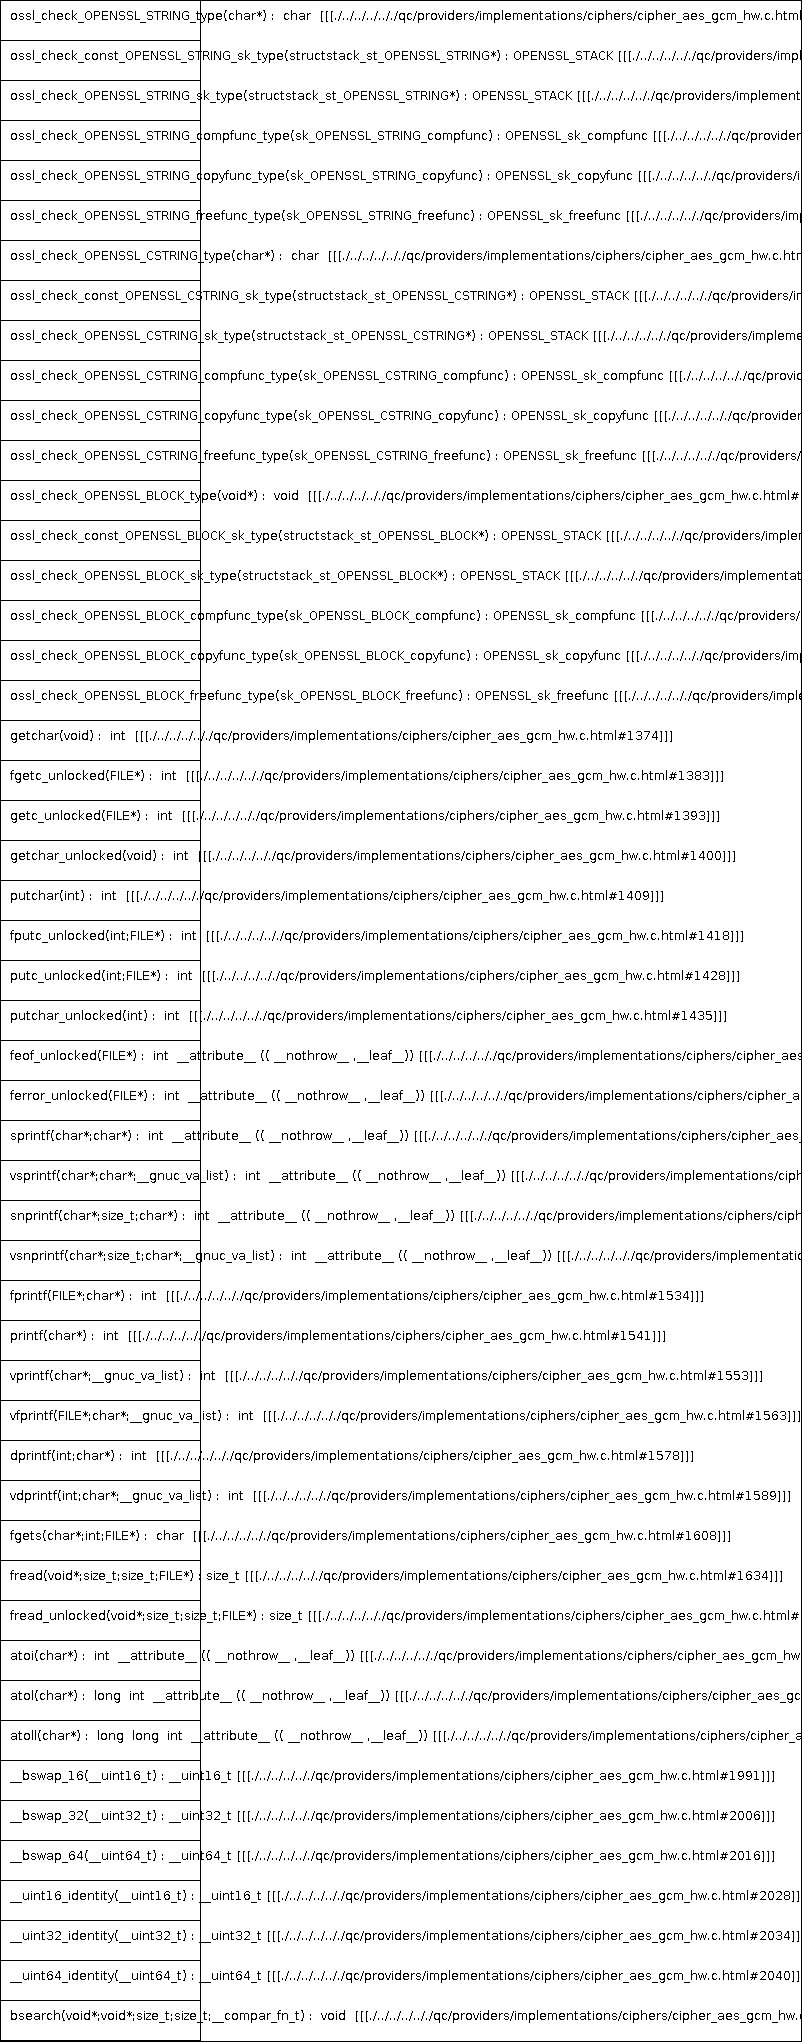 ossl_check_OPENSSL_STRING_type(char*) : char [[[./../../../../../qc/providers/implementations/ciphers/cipher_aes_gcm_hw.c.html
ossl_check_const_OPENSSL_STRING_sk_type(structstack_st_OPENSSL_STRING*) : OPENSSL_STACK [[[./../../../../../qc/providers/impl
ossl_check_OPENSSL_STRING_sk_type(structstack_st_OPENSSL_STRING*) : OPENSSL_STACK [[[./../../../../../qc/providers/implement
ossl_check_OPENSSL_STRING_compfunc_type(sk_OPENSSL_STRING_compfunc) : OPENSSL_sk_compfunc [[[./../../../../../qc/provider
ossl_check_OPENSSL_STRING_copyfunc_type(sk_OPENSSL_STRING_copyfunc) : OPENSSL_sk_copyfunc [[[./../../../../../qc/providers/i
ossl_check_OPENSSL_STRING_freefunc_type(sk_OPENSSL_STRING_freefunc) : OPENSSL_sk_freefunc [[[./../../../../../qc/providers/imp
ossl_check_OPENSSL_CSTRING_type(char*) : char [[[./../../../../../qc/providers/implementations/ciphers/cipher_aes_gcm_hw.c.htm
ossl_check_const_OPENSSL_CSTRING_sk_type(structstack_st_OPENSSL_CSTRING*) : OPENSSL_STACK [[[./../../../../../qc/providers/in
ossl_check_OPENSSL_CSTRING_sk_type(structstack_st_OPENSSL_CSTRING*) : OPENSSL_STACK [[[./../../../../../qc/providers/impleme
ossl_check_OPENSSL_CSTRING_compfunc_type(sk_OPENSSL_CSTRING_compfunc) : OPENSSL_sk_compfunc [[[./../../../../../qc/provid
ossl_check_OPENSSL_CSTRING_copyfunc_type(sk_OPENSSL_CSTRING_copyfunc) : OPENSSL_sk_copyfunc [[[./../../../../../qc/provider
ossl_check_OPENSSL_CSTRING_freefunc_type(sk_OPENSSL_CSTRING_freefunc) : OPENSSL_sk_freefunc [[[./../../../../../qc/providers/
ossl_check_OPENSSL_BLOCK_type(void*) : void [[[./../../../../../qc/providers/implementations/ciphers/cipher_aes_gcm_hw.c.html#
ossl_check_const_OPENSSL_BLOCK_sk_type(structstack_st_OPENSSL_BLOCK*) : OPENSSL_STACK [[[./../../../../../qc/providers/implen
ossl_check_OPENSSL_BLOCK_sk_type(structstack_st_OPENSSL_BLOCK*) : OPENSSL_STACK [[[./../../../../../qc/providers/implementat
ossl_check_OPENSSL_BLOCK_compfunc_type(sk_OPENSSL_BLOCK_compfunc) : OPENSSL_sk_compfunc [[[./../../../../../qc/providers/
ossl_check_OPENSSL_BLOCK_copyfunc_type(sk_OPENSSL_BLOCK_copyfunc) : OPENSSL_sk_copyfunc [[[./../../../../../qc/providers/imp
ossl_check_OPENSSL_BLOCK_freefunc_type(sk_OPENSSL_BLOCK_freefunc) : OPENSSL_sk_freefunc [[[./../../../../../qc/providers/imple
getchar(void) : int [[[./../../../../../qc/providers/implementations/ciphers/cipher_aes_gcm_hw.c.html#1374]]]
fgetc_unlocked(FILE*) : int [[[./../../../../../qc/providers/implementations/ciphers/cipher_aes_gcm_hw.c.html#1383]]]
getc_unlocked(FILE*) : int [[[./../../../../../qc/providers/implementations/ciphers/cipher_aes_gcm_hw.c.html#1393]]]
getchar_unlocked(void) : int [[[./../../../../../qc/providers/implementations/ciphers/cipher_aes_gcm_hw.c.html#1400]]]
putchar(int) : int [[[./../../../../../qc/providers/implementations/ciphers/cipher_aes_gcm_hw.c.html#1409]]]
fputc_unlocked(int;FILE*) : int [[[./../../../../../qc/providers/implementations/ciphers/cipher_aes_gcm_hw.c.html#1418]]]
putc_unlocked(int;FILE*) : int [[[./../../../../../qc/providers/implementations/ciphers/cipher_aes_gcm_hw.c.html#1428]]]
putchar_unlocked(int) : int [[[./../../../../../qc/providers/implementations/ciphers/cipher_aes_gcm_hw.c.html#1435]]]
feof_unlocked(FILE*) : int __attribute__ (( __nothrow__ ,__leaf__)) [[[./../../../../../qc/providers/implementations/ciphers/cipher_aes
ferror_unlocked(FILE*) : int __attribute__ (( __nothrow__ ,__leaf__)) [[[./../../../../../qc/providers/implementations/ciphers/cipher_a
sprintf(char*;char*) : int __attribute__ (( __nothrow__ ,__leaf__)) [[[./../../../../../qc/providers/implementations/ciphers/cipher_aes_
vsprintf(char*;char*;__gnuc_va_list) : int __attribute__ (( __nothrow__ ,__leaf__)) [[[./../../../../../qc/providers/implementations/ciph
snprintf(char*;size_t;char*) : int __attribute__ (( __nothrow__ ,__leaf__)) [[[./../../../../../qc/providers/implementations/ciphers/ciph
vsnprintf(char*;size_t;char*;__gnuc_va_list) : int __attribute__ (( __nothrow__ ,__leaf__)) [[[./../../../../../qc/providers/implementatio
fprintf(FILE*;char*) : int [[[./../../../../../qc/providers/implementations/ciphers/cipher_aes_gcm_hw.c.html#1534]]]
printf(char*) : int [[[./../../../../../qc/providers/implementations/ciphers/cipher_aes_gcm_hw.c.html#1541]]]
vprintf(char*;__gnuc_va_list) : int [[[./../../../../../qc/providers/implementations/ciphers/cipher_aes_gcm_hw.c.html#1553]]]
vfprintf(FILE*;char*;__gnuc_va_list) : int [[[./../../../../../qc/providers/implementations/ciphers/cipher_aes_gcm_hw.c.html#1563]]]
dprintf(int;char*) : int [[[./../../../../../qc/providers/implementations/ciphers/cipher_aes_gcm_hw.c.html#1578]]]
vdprintf(int;char*;__gnuc_va_list) : int [[[./../../../../../qc/providers/implementations/ciphers/cipher_aes_gcm_hw.c.html#1589]]]
fgets(char*;int;FILE*) : char [[[./../../../../../qc/providers/implementations/ciphers/cipher_aes_gcm_hw.c.html#1608]]]
fread(void*;size_t;size_t;FILE*) : size_t [[[./../../../../../qc/providers/implementations/ciphers/cipher_aes_gcm_hw.c.html#1634]]]
fread_unlocked(void*;size_t;size_t;FILE*) : size_t [[[./../../../../../qc/providers/implementations/ciphers/cipher_aes_gcm_hw.c.html#
atoi(char*) : int __attribute__ (( __nothrow__ ,__leaf__)) [[[./../../../../../qc/providers/implementations/ciphers/cipher_aes_gcm_hw
atol(char*) : long int __attribute__ (( __nothrow__ ,__leaf__)) [[[./../../../../../qc/providers/implementations/ciphers/cipher_aes_gc
atoll(char*) : long long int __attribute__ (( __nothrow__ ,__leaf__)) [[[./../../../../../qc/providers/implementations/ciphers/cipher_a
__bswap_16(__uint16_t) : __uint16_t [[[./../../../../../qc/providers/implementations/ciphers/cipher_aes_gcm_hw.c.html#1991]]]
__bswap_32(__uint32_t) : __uint32_t [[[./../../../../../qc/providers/implementations/ciphers/cipher_aes_gcm_hw.c.html#2006]]]
__bswap_64(__uint64_t) : __uint64_t [[[./../../../../../qc/providers/implementations/ciphers/cipher_aes_gcm_hw.c.html#2016]]]
__uint16_identity(__uint16_t) : __uint16_t [[[./../../../../../qc/providers/implementations/ciphers/cipher_aes_gcm_hw.c.html#2028]]
__uint32_identity(__uint32_t) : __uint32_t [[[./../../../../../qc/providers/implementations/ciphers/cipher_aes_gcm_hw.c.html#2034]]
__uint64_identity(__uint64_t) : __uint64_t [[[./../../../../../qc/providers/implementations/ciphers/cipher_aes_gcm_hw.c.html#2040]]
bsearch(void*;void*;size_t;size_t;__compar_fn_t) : void [[[./../../../../../qc/providers/implementations/ciphers/cipher_aes_gcm_hw.